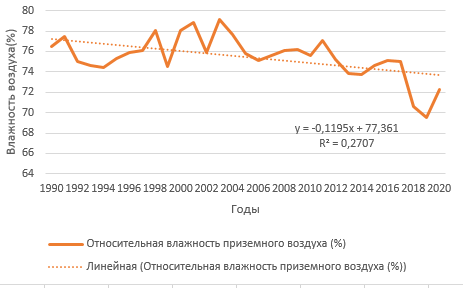 Влажность воздуха(%)
80
78
76
74
72
70
68
66
64
y = -0,1195x + 77,361
R² = 0,2707
1990 1992 1994 1996 1998 2000 2002 2004 2006 2008 2010 2012 2014 2016 2018 2020
Годы
Относительная влажность приземного воздуха (%)
Линейная (Относительная влажность приземного воздуха (%))